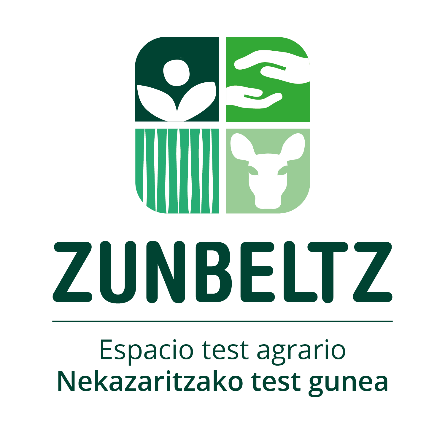 ZUNBELTZ
Espacio test agrario
Nekazaritzako test gunea